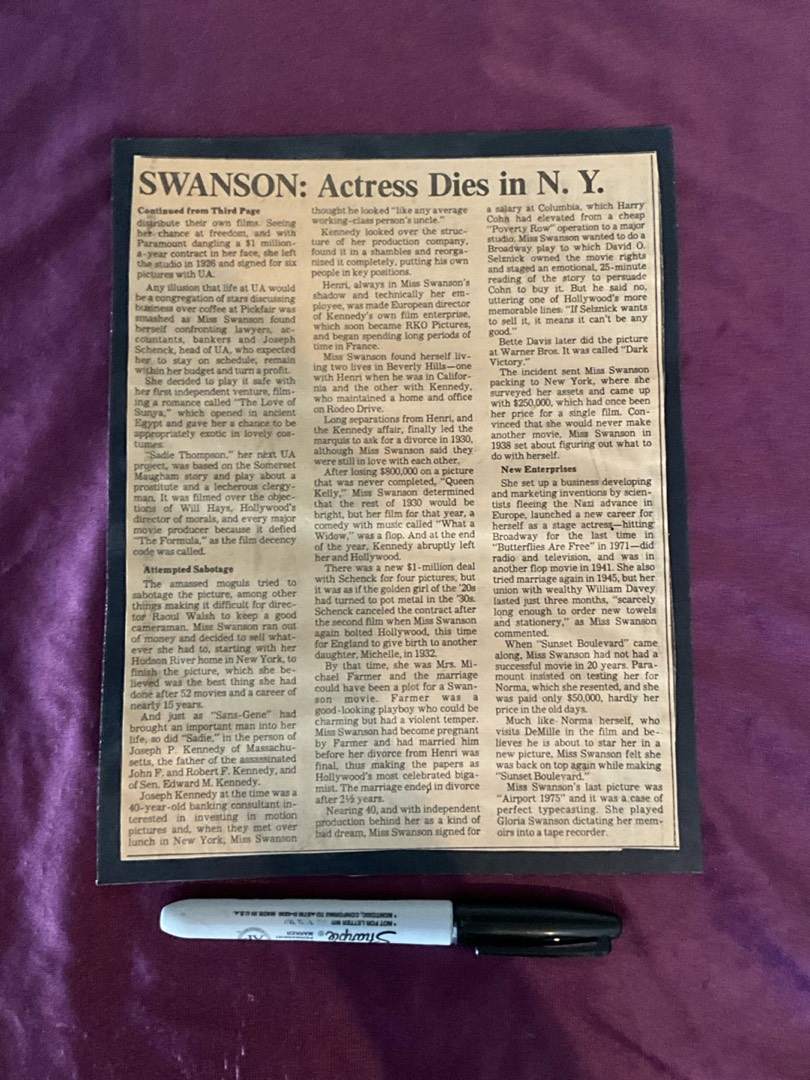 SWANSON: Actress Dies in N. Y.
Continued from Third Page
distribute their own films. Seeing
her chance at freedom, and with
Paramount dangling a $1 million-
a-year contract in her face, she left
the studio in 1926 and signed for six
pictures with UA.
Any illusion that life at UA would
be a congregation of stars discussing
business over coffee at Pickfair was
smashed as Miss Swanson found
herself confronting lawyers, ac-
countants, bankers and Joseph
Schenck, head of UA, who expected
her to stay on schedule, remain
within her budget and turn a profit.
She decided to play it safe with
her first independent venture, film-
ing a romance called "The Love of
Sunya," which opened in ancient
Egypt and gave her a chance to be
appropriately exotic in lovely cos-
tumes.
"Sadie Thompson," her next UA
project, was based on the Somerset
Maugham story and play about a
prostitute and a lecherous clergy-
man. It was filmed over the objec-
tions of Will Hays, Hollywood's
director of morals, and every major
movie producer because it defied
"The Formula," as the film decency
code was called.
Attempted Sabotage
The amassed moguls tried to
sabotage the picture, among other
things making it difficult for direc-
tor Raoul Walsh to keep a good
cameraman. Miss Swanson ran out
of money and decided to sell what-
ever she had to, starting with her
Hudson River home in New York, to
finish the picture, which she be-
lieved was the best thing she had
done after 52 movies and a career of
nearly 15 years.
And just as "Sans-Gene" had
brought an important man into her
life, so did "Sadie," in the person of
Joseph P. Kennedy of Massachu-
setts, the father of the assassinated
John F. and Robert F. Kennedy, and
of Sen. Edward M. Kennedy.
Joseph Kennedy at the time was a
40-year-old banking consultant in-
terested in investing in motion
pictures and, when they met over
lunch in New York, Miss Swanson
thought he looked "like any average
working-class person's uncle."
Kennedy looked over the struc-
ture of her production company,
found it in a shambles and reorga-
nized it completely, putting his own
people in key positions.
Henri, always in Miss Swanson's
shadow and technically her em-
ployee, was made European director
of Kennedy's own film enterprise,
which soon became RKO Pictures,
and began spending long periods of
time in France.
Miss Swanson found herself liv-
ing two lives in Beverly Hills—one
with Henri when he was in Califor-
nia and the other with Kennedy,
who maintained a home and office
on Rodeo Drive.
Long separations from Henri, and
the Kennedy affair, finally led the
marquis to ask for a divorce in 1930,
although Miss Swanson said they
were still in love with each other.
After losing $800,000 on a picture
that was never completed, "Queen
Kelly," Miss Swanson determined
that the rest of 1930 would be
bright, but her film for that year, a
comedy with music called "What a
Widow," was a flop. And at the end
of the year, Kennedy abruptly left
her and Hollywood.
There was a new $1-million deal
with Schenck for four pictures, but
it was as if the golden girl of the '20s
had turned to pot metal in the '30s.
Schenck canceled the contract after
the second film when Miss Swanson
again bolted Hollywood, this time
for England to give birth to another
daughter, Michelle, in 1932.
By that time, she was Mrs. Mi-
chael Farmer and the marriage
could have been a plot for a Swan-
son movie. Farmer was a
good-looking playboy who could be
charming but had a violent temper.
Miss Swanson had become pregnant
by Farmer and had married him
before her divorce from Henri was
final, thus making the papers as
Hollywood's most celebrated biga-
mist. The marriage ended in divorce
after 2½ years.
Nearing 40, and with independent
production behind her as a kind of
bad dream, Miss Swanson signed for
a salary at Columbia, which Harry
Cohn had elevated from a cheap
"Poverty Row" operation to a major
studio. Miss Swanson wanted to do a
Broadway play to which David O.
Selznick owned the movie rights
and staged an emotional, 25-minute
reading of the story to persuade
Cohn to buy it. But he said no,
uttering one of Hollywood's more
memorable lines: "If Selznick wants
to sell it, it means it can't be any
good."
Bette Davis later did the picture
at Warner Bros. It was called "Dark
Victory."
The incident sent Miss Swanson
packing to New York, where she
surveyed her assets and came up
with $250,000, which had once been
her price for a single film. Con-
vinced that she would never make
another movie, Miss Swanson in
1938 set about figuring out what to
do with herself.
New Enterprises
She set up a business developing
and marketing inventions by scien-
tists fleeing the Nazi advance in
Europe, launched a new career for
herself as a stage actress—hitting
Broadway for the last time in
"Butterflies Are Free" in 1971—did
radio and television, and was in
another flop movie in 1941. She also
tried marriage again in 1945, but her
union with wealthy William Davey
lasted just three months, "scarcely
long enough to order new towels
and stationery," as Miss Swanson
commented.
When "Sunset Boulevard" came
along, Miss Swanson had not had a
successful movie in 20 years. Para-
mount insisted on testing her for
Norma, which she resented, and she
was paid only $50,000, hardly her
price in the old days.
Much like Norma herself, who
visits DeMille in the film and be-
lieves he is about to star her in a
new picture, Miss Swanson felt she
was back on top again while making
"Sunset Boulevard."
Miss Swanson's last picture was
"Airport 1975" and it was a case of
perfect typecasting. She played
Gloria Swanson dictating her mem-
oirs into a tape recorder.
Sharpie®
MARKER
* NOT FOR LETTER
* NONTOXIC, CONFORMS TO ASTM MADE IN U.S.A.